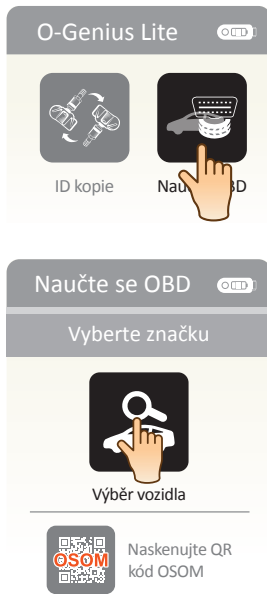 O-Genius Lite
ID kopie
Naučte se OBD
Vyberte značku
Výběr vozidla
OSOM
Naskenujte QR
kód OSOM